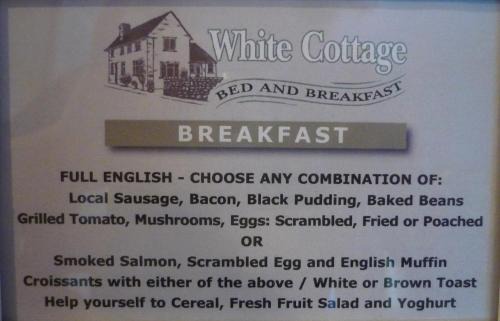 White Cottage
BED AND BREAKFAST
BREAKFAST
FULL ENGLISH - CHOOSE ANY COMBINATION OF:
Local Sausage, Bacon, Black Pudding, Baked Beans
Grilled Tomato, Mushrooms, Eggs: Scrambled, Fried or Poached
OR
Smoked Salmon, Scrambled Egg and English Muffin
Croissants with either of the above / White or Brown Toast
Help yourself to Cereal, Fresh Fruit Salad and Yoghurt